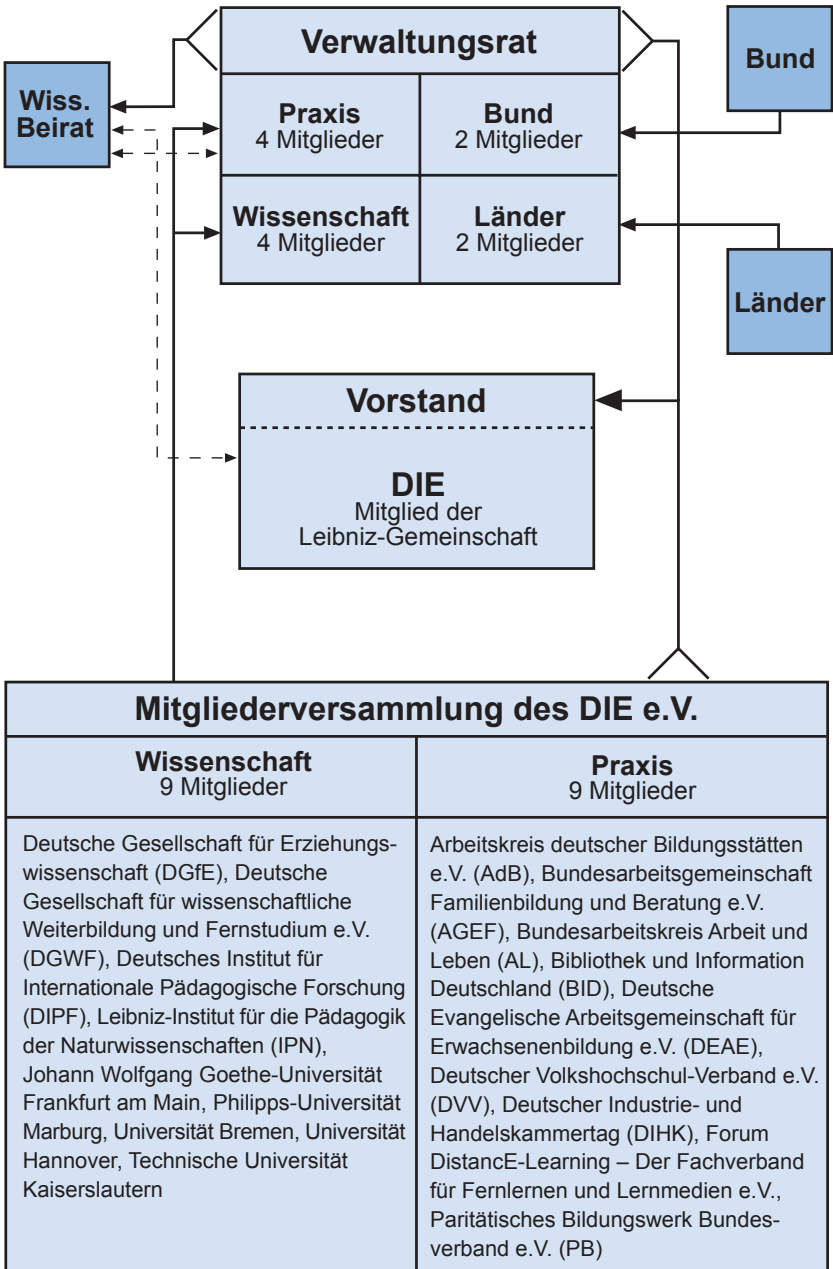 Verwaltungsrat
Bund
Wiss.
Beirat
Praxis
4 Mitglieder
Bund
2 Mitglieder
Wissenschaft
4 Mitglieder
Länder
2 Mitglieder
Länder
Vorstand
DIE
Mitglied der
Leibniz-Gemeinschaft
Mitgliederversammlung des DIE e.V.
Wissenschaft
9 Mitglieder
Praxis
9 Mitglieder
Deutsche Gesellschaft für Erziehungs-
wissenschaft (DGfE), Deutsche
Gesellschaft für wissenschaftliche
Weiterbildung und Fernstudium e.V.
(DGWF), Deutsches Institut für
Internationale Pädagogische Forschung
(DIPF), Leibniz-Institut für die Pädagogik
der Naturwissenschaften (IPN),
Johann Wolfgang Goethe-Universität
Frankfurt am Main, Philipps-Universität
Marburg, Universität Bremen, Universität
Hannover, Technische Universität
Kaiserslautern
Arbeitskreis deutscher Bildungsstätten
e.V. (AdB), Bundesarbeitsgemeinschaft
Familienbildung und Beratung e.V.
(AGEF), Bundesarbeitskreis Arbeit und
Leben (AL), Bibliothek und Information
Deutschland (BID), Deutsche
Evangelische Arbeitsgemeinschaft für
Erwachsenenbildung e.V. (DEAE),
Deutscher Volkshochschul-Verband e.V.
(DVV), Deutscher Industrie- und
Handelskammertag (DIHK), Forum
DistancE-Learning – Der Fachverband
für Fernlernen und Lernmedien e.V.,
Paritätisches Bildungswerk Bundes-
verband e.V. (PB)